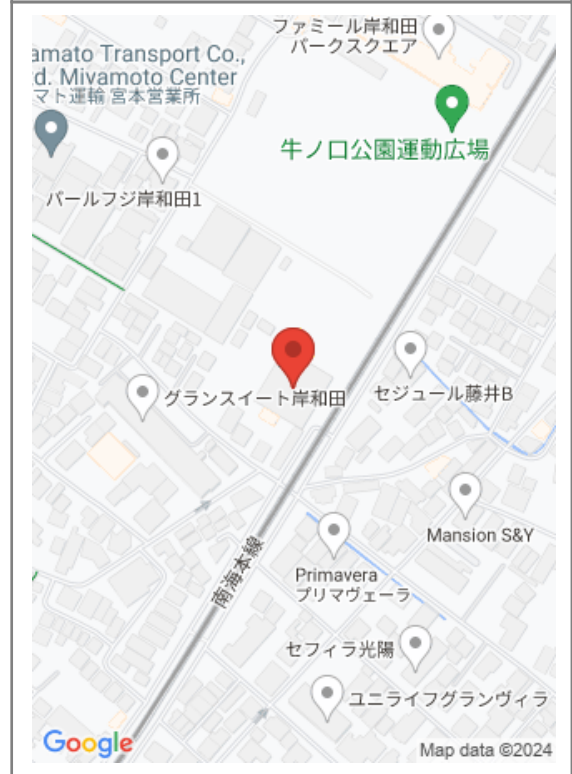 ファミール岸和田
パークスクエア
amato Transport Co.,
d. Miyamoto Center
マト運輸 宮本営業所
牛ノ口公園運動広場
パールフジ岸和田1
グランスイート岸和田
セジュール藤井B
Mansion S&Y
南海本線
Primavera
プリマヴェーラ
セフィラ光陽
ユニライフグランヴィラ
Google
Map data ©2024